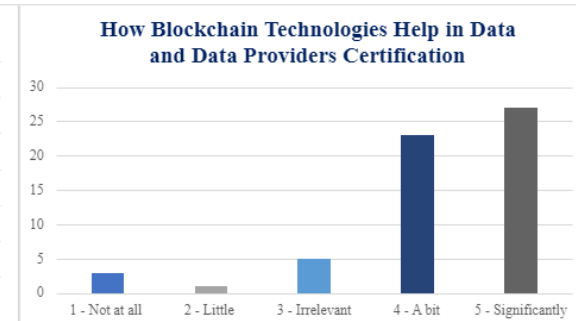 How Blockchain Technologies Help in Data
and Data Providers Certification
30
25
20
15
10
5
0
1 - Not at all
2 - Little
3 - Irrelevant
4 - A bit
5 - Significantly